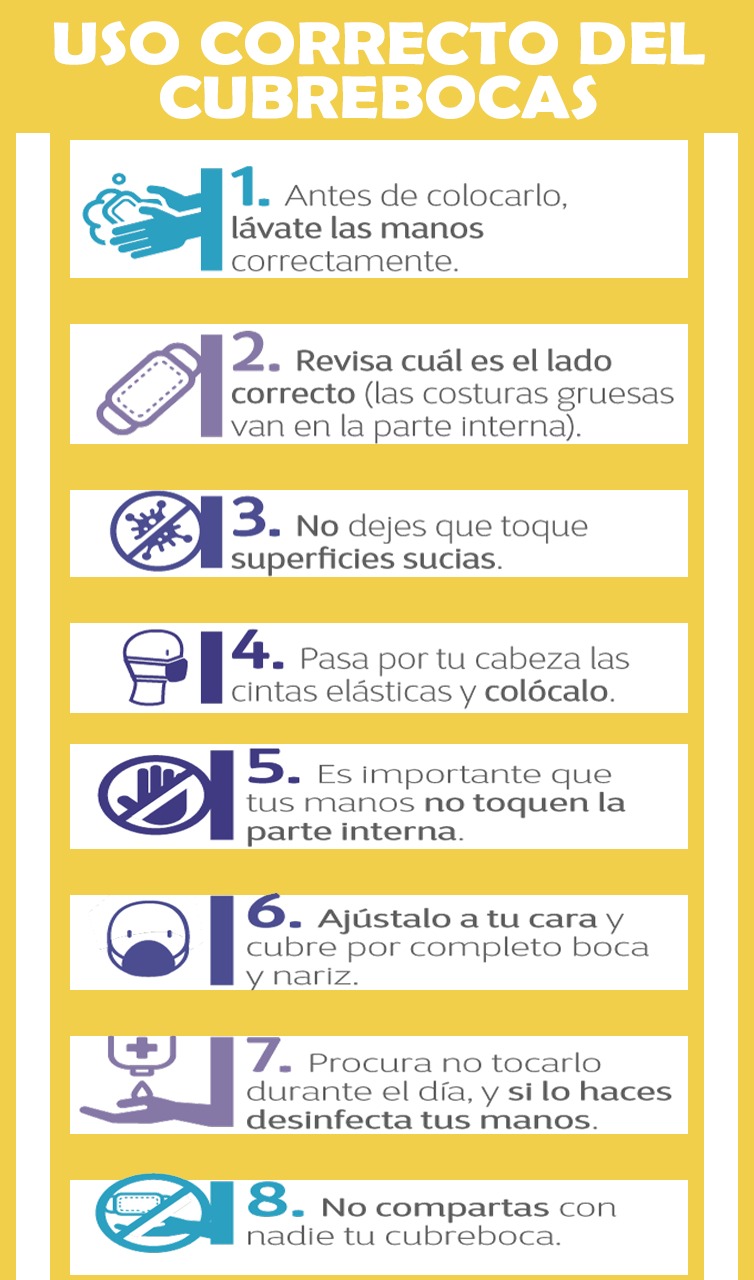 USO CORRECTO DEL
CUBREBOCAS
1. Antes de colocarlo,
lávate las manos
correctamente.
2. Revisa cuál es el lado
correcto (las costuras gruesas
van en la parte interna).
3. No dejes que toque
superficies sucias.
4. Pasa por tu cabeza las
cintas elásticas y colócalo.
5. Es importante que
tus manos no toquen la
parte interna.
6. Ajústalo a tu cara y
cubre por completo boca
y nariz.
7. Procura no tocarlo
durante el día, y si lo haces
desinfecta tus manos.
8. No compartas con
nadie tu cubreboca.